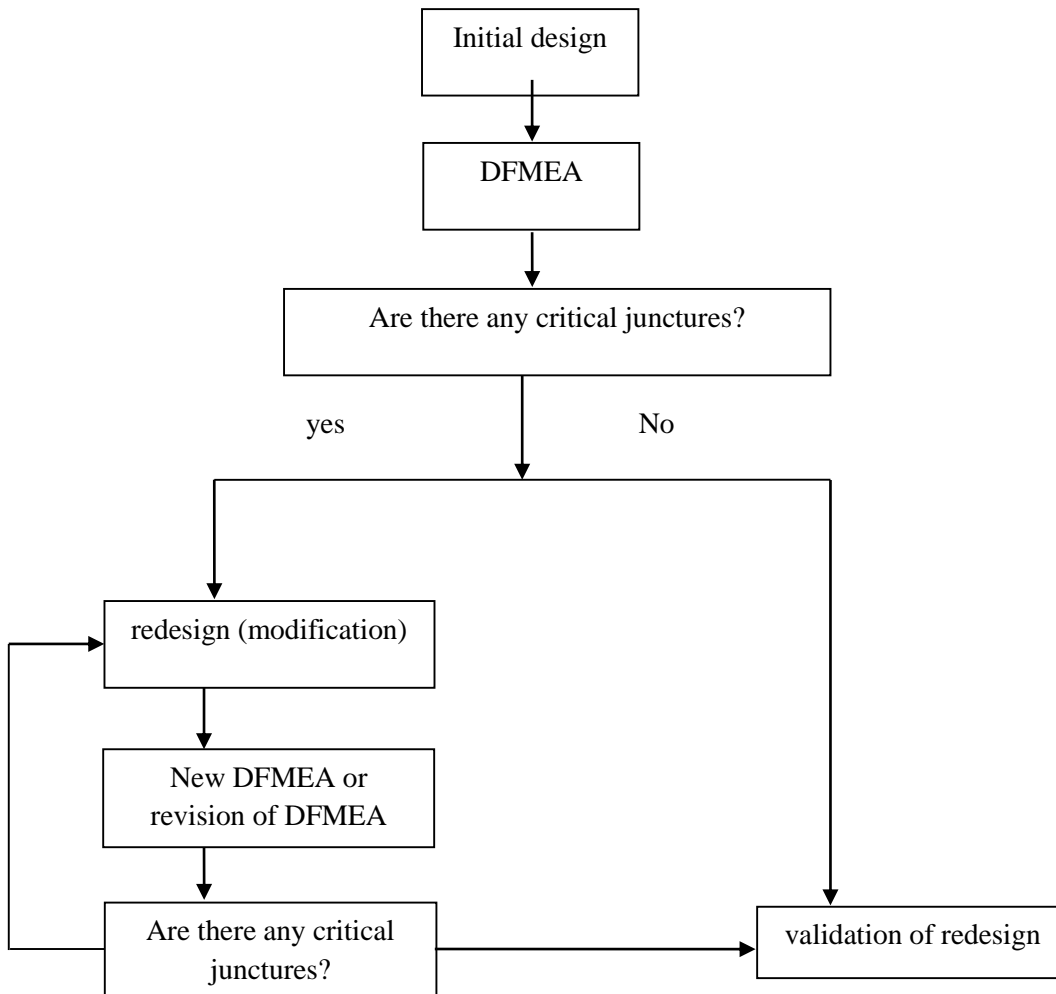 Initial design
DFMEA
Are there any critical junctures?
yes
No
redesign (modification)
New DFMEA or
revision of DFMEA
Are there any critical
junctures?
validation of redesign